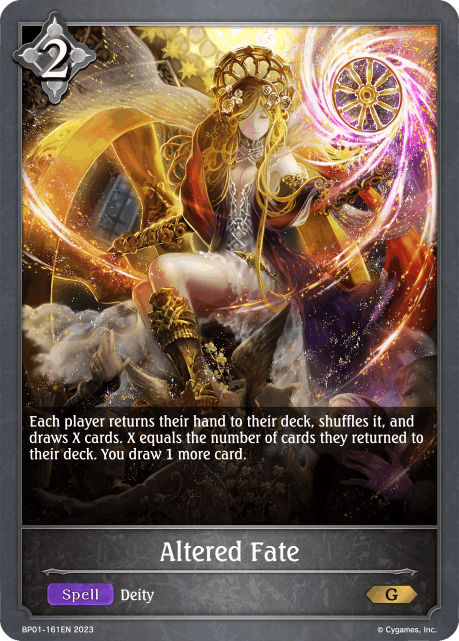 2
Each player returns their hand to their deck, shuffles it, and
draws X cards. X equals the number of cards they returned to
their deck. You draw 1 more card.
Altered Fate
Spell Deity G
BP01-161EN 2023 © Cygames, Inc.